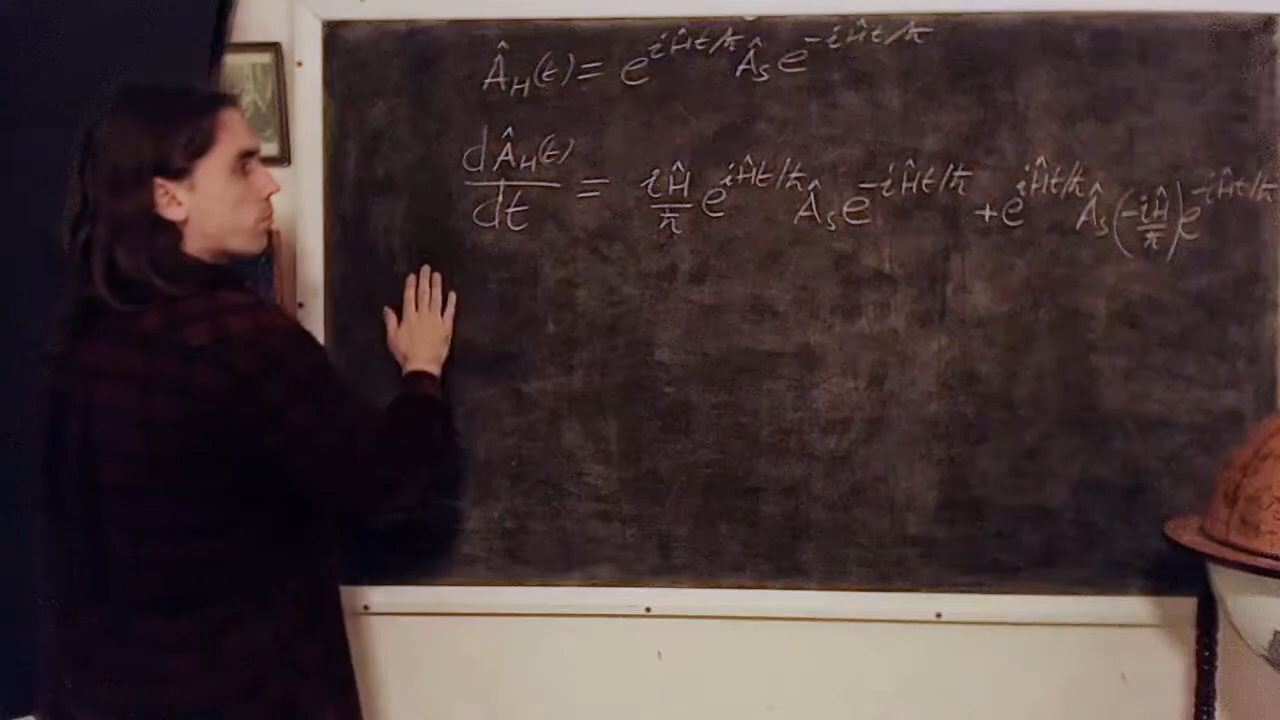 Â_H(t) = e^{iĤt/ħ} Â_S e^{-iĤt/ħ}
dÂ_H(t)/dt = iĤ/ħ e^{iĤt/ħ} Â_S e^{-iĤt/ħ} + e^{iĤt/ħ} Â_S (-iĤ/ħ) e^{-iĤt/ħ}